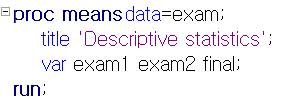 proc means data=exam;
title 'Descriptive statistics';
var exam1 exam2 final;
run;